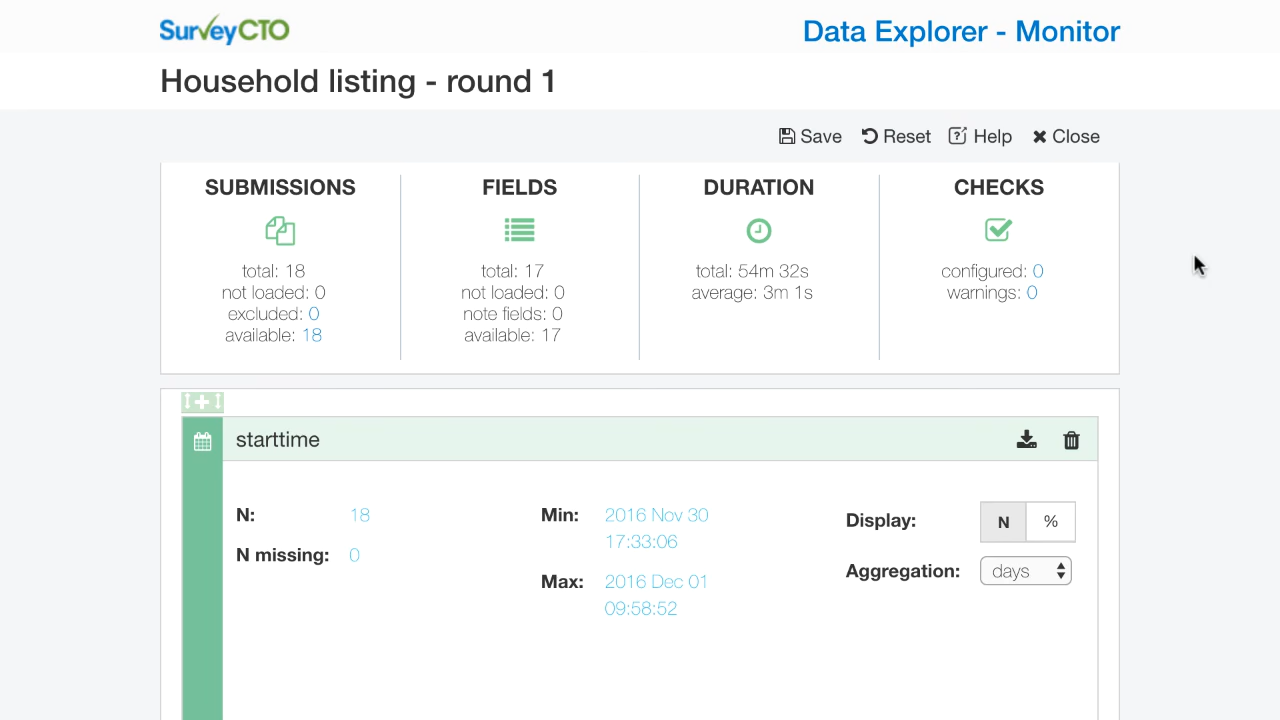 SurveyCTO
Data Explorer - Monitor
Household listing - round 1
Save Reset Help Close
SUBMISSIONS
total: 18
not loaded: 0
excluded: 0
available: 18
FIELDS
total: 17
not loaded: 0
note fields: 0
available: 17
DURATION
total: 54m 32s
average: 3m 1s
CHECKS
configured: 0
warnings: 0
starttime
N: 18
N missing: 0
Min: 2016 Nov 30
17:33:06
Max: 2016 Dec 01
09:58:52
Display: N %
Aggregation: days